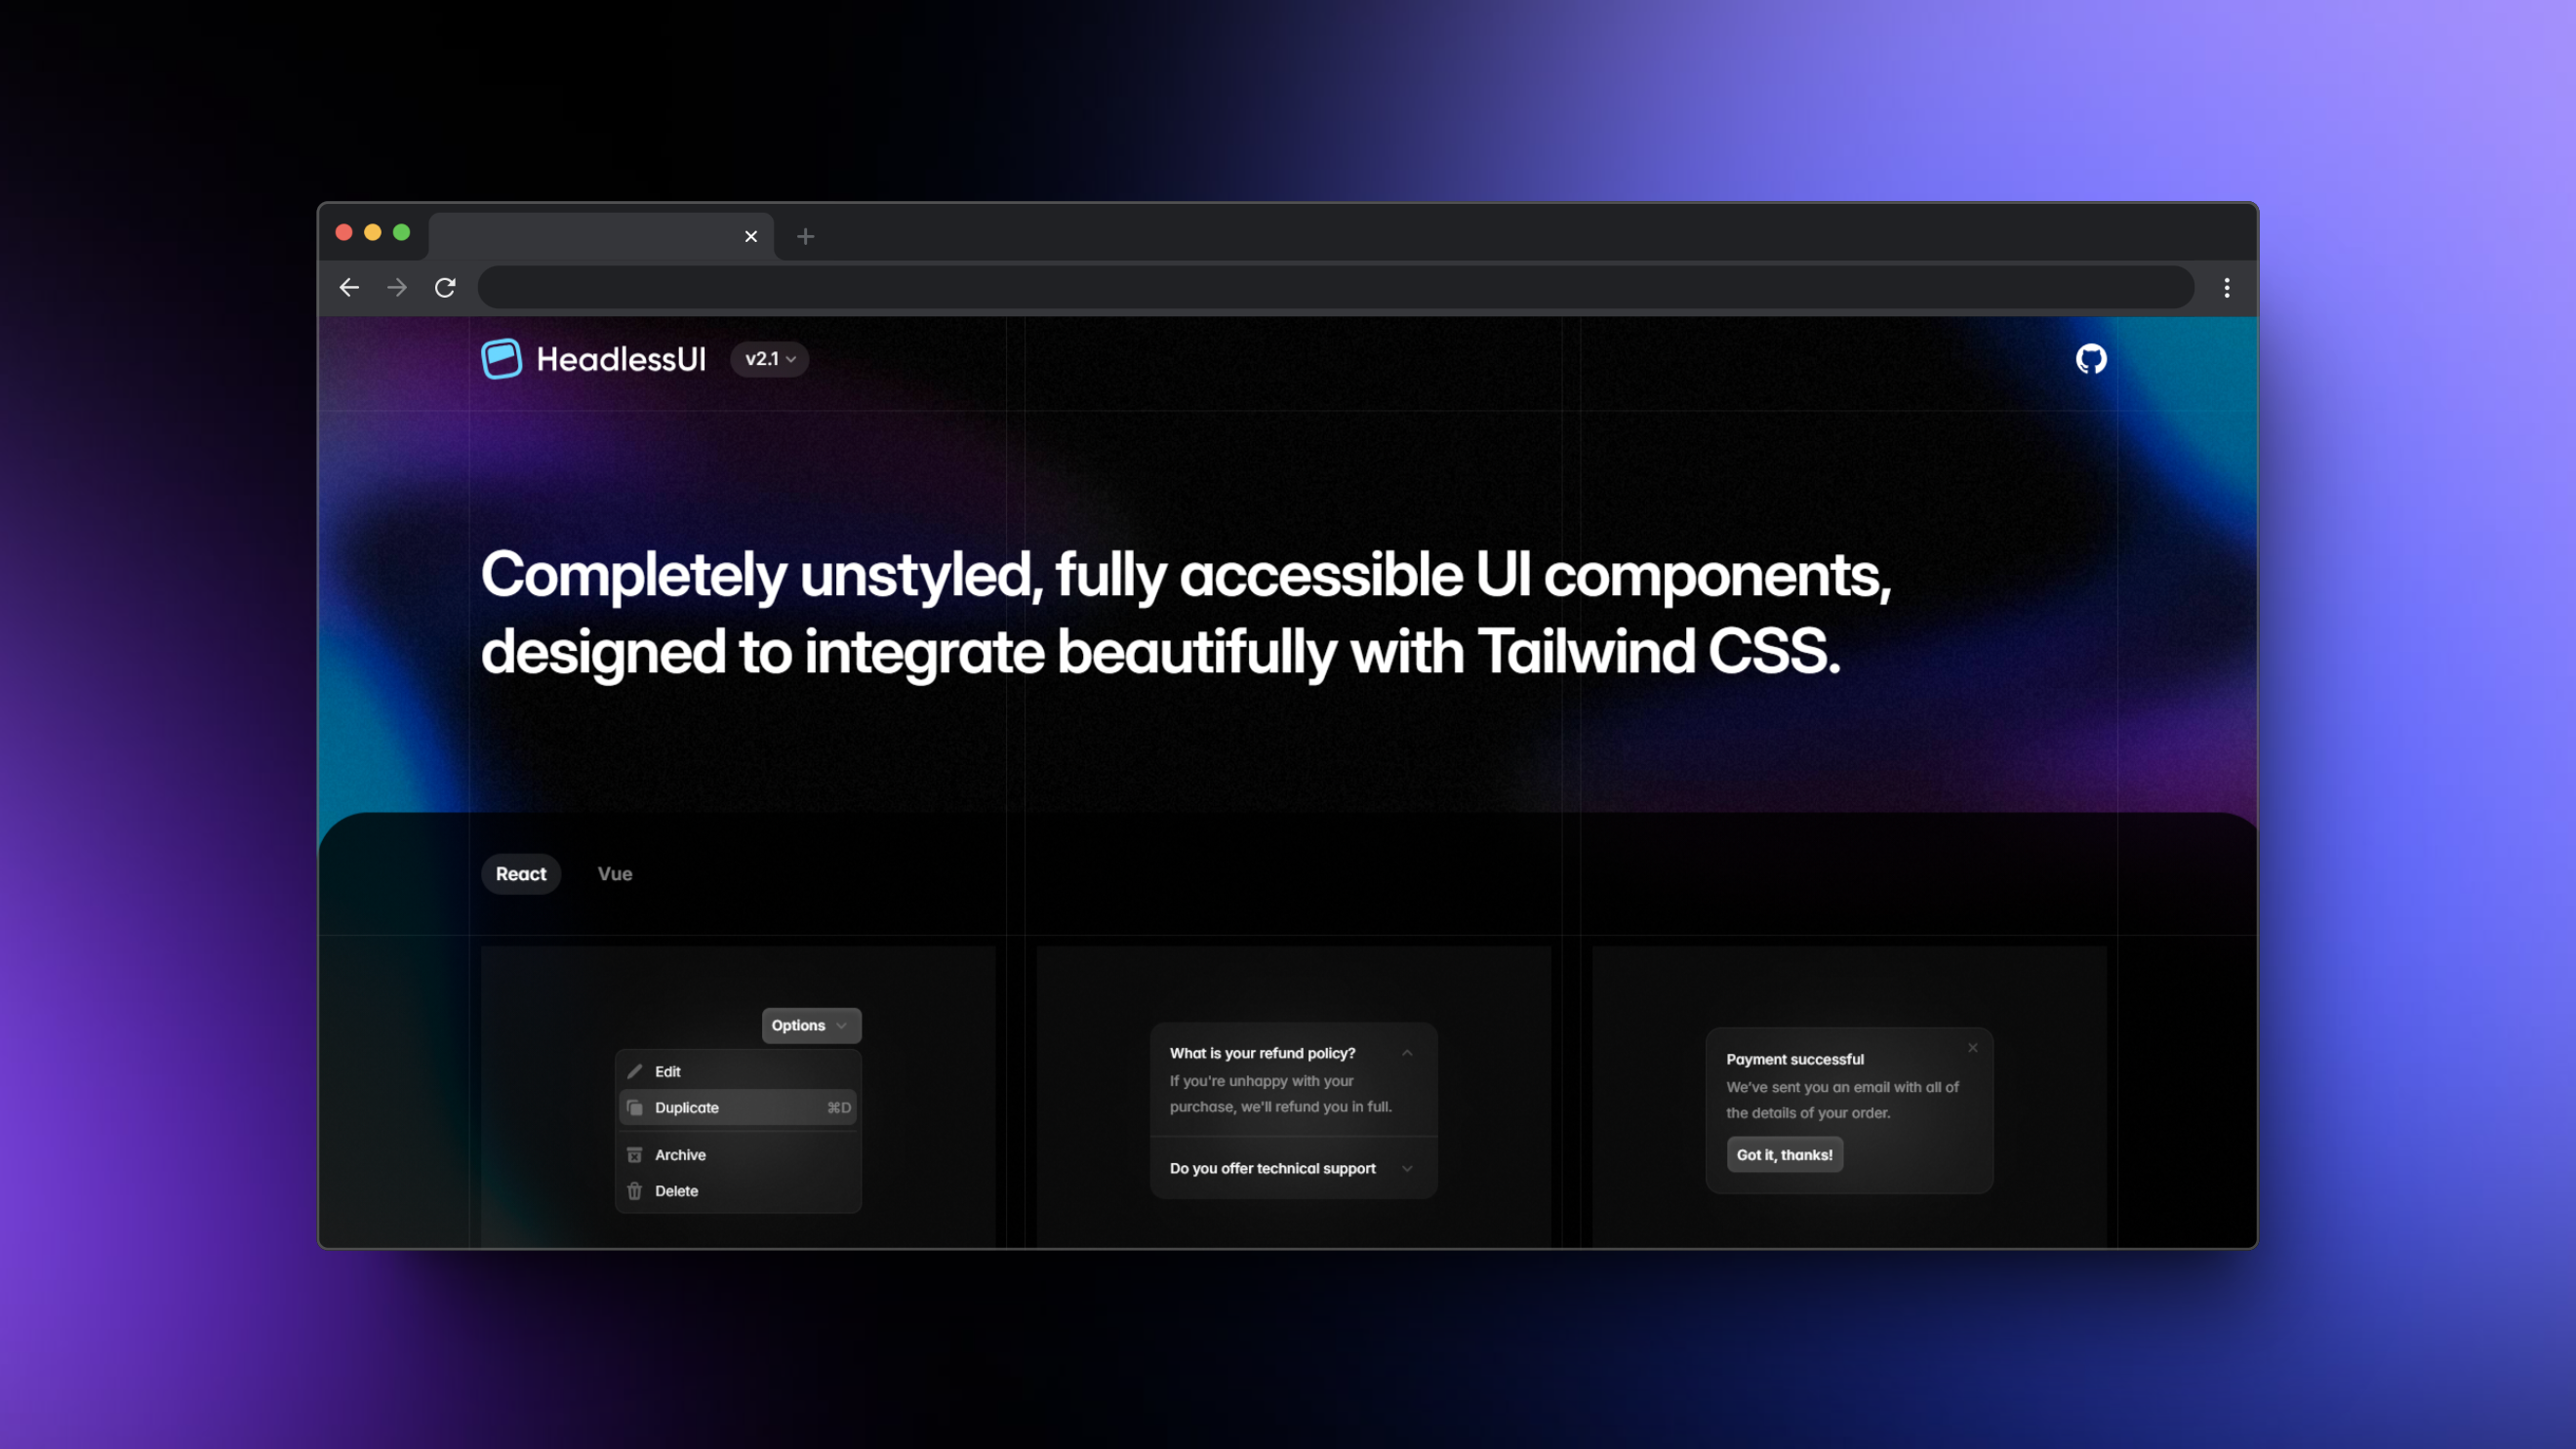 HeadlessUI
v2.1
Completely unstyled, fully accessible UI components,
designed to integrate beautifully with Tailwind CSS.
React
Vue
Options
Edit
Duplicate ⌘D
Archive
Delete
What is your refund policy?
If you're unhappy with your
purchase, we'll refund you in full.
Do you offer technical support
Payment successful
We've sent you an email with all of
the details of your order.
Got it, thanks!